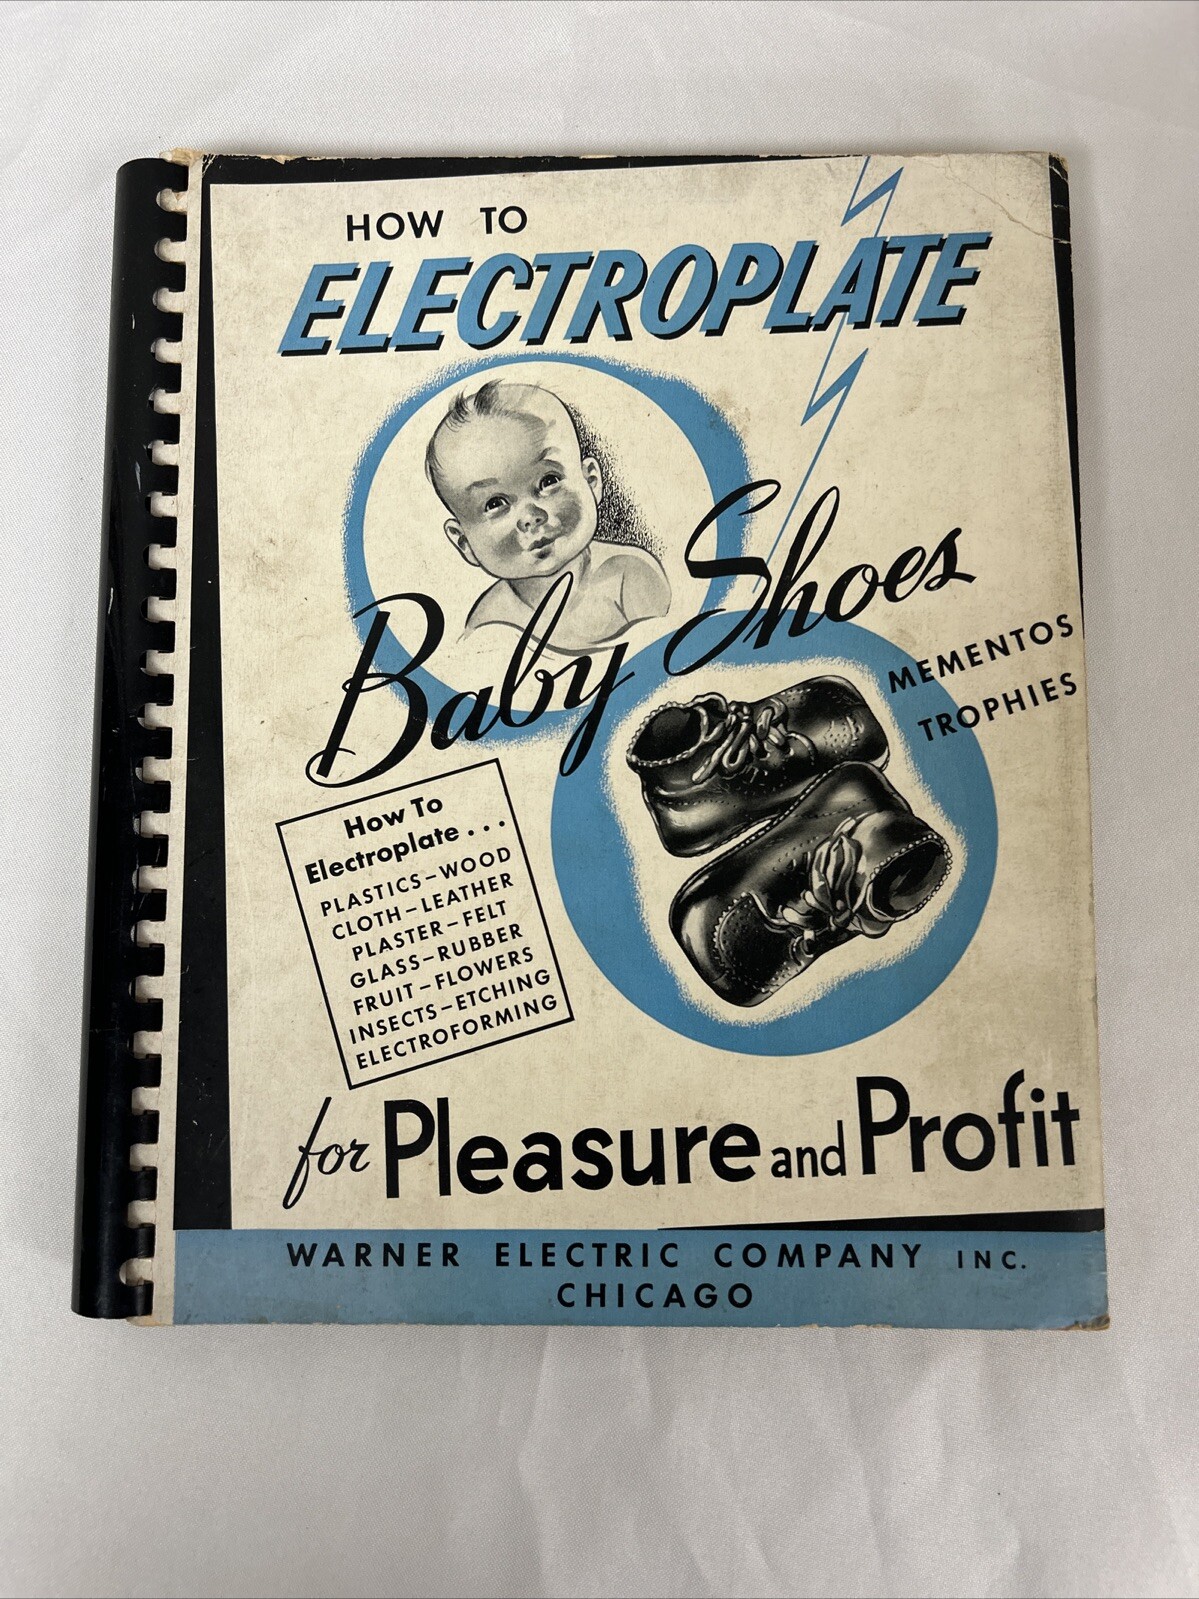 HOW TO
ELECTROPLATE
Baby Shoes
MEMENTOS
TROPHIES
How To
Electroplate...
PLASTICS–WOOD
CLOTH–LEATHER
PLASTER–FELT
GLASS–RUBBER
FRUIT–FLOWERS
INSECTS–ETCHING
ELECTROFORMING
for Pleasure and Profit
WARNER ELECTRIC COMPANY INC.
CHICAGO